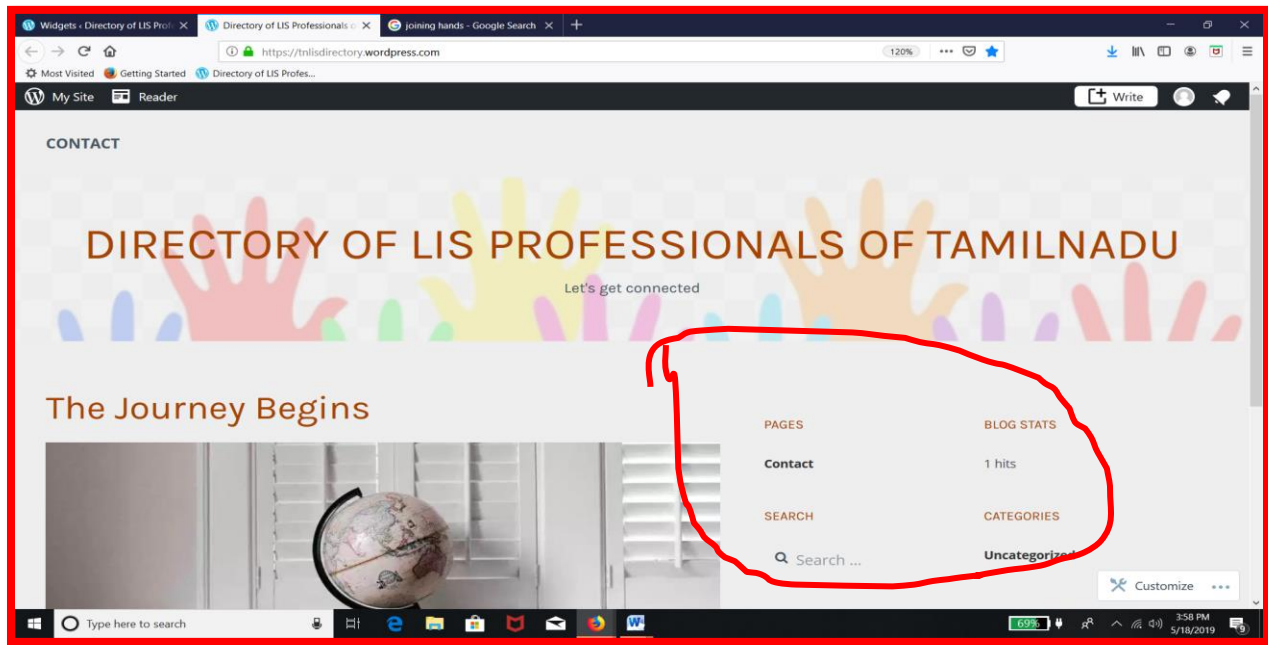 Widgets ‹ Directory of LIS Prof
Directory of LIS Professionals o
joining hands - Google Search
https://tnlisdirectory.wordpress.com
120%
Most Visited
Getting Started
Directory of LIS Profes...
My Site
Reader
Write
CONTACT
DIRECTORY OF LIS PROFESSIONALS OF TAMILNADU
Let's get connected
The Journey Begins
PAGES
BLOG STATS
Contact
1 hits
SEARCH
CATEGORIES
Search ...
Uncategorized
Customize
Type here to search
69%
3:58 PM
5/18/2019
9